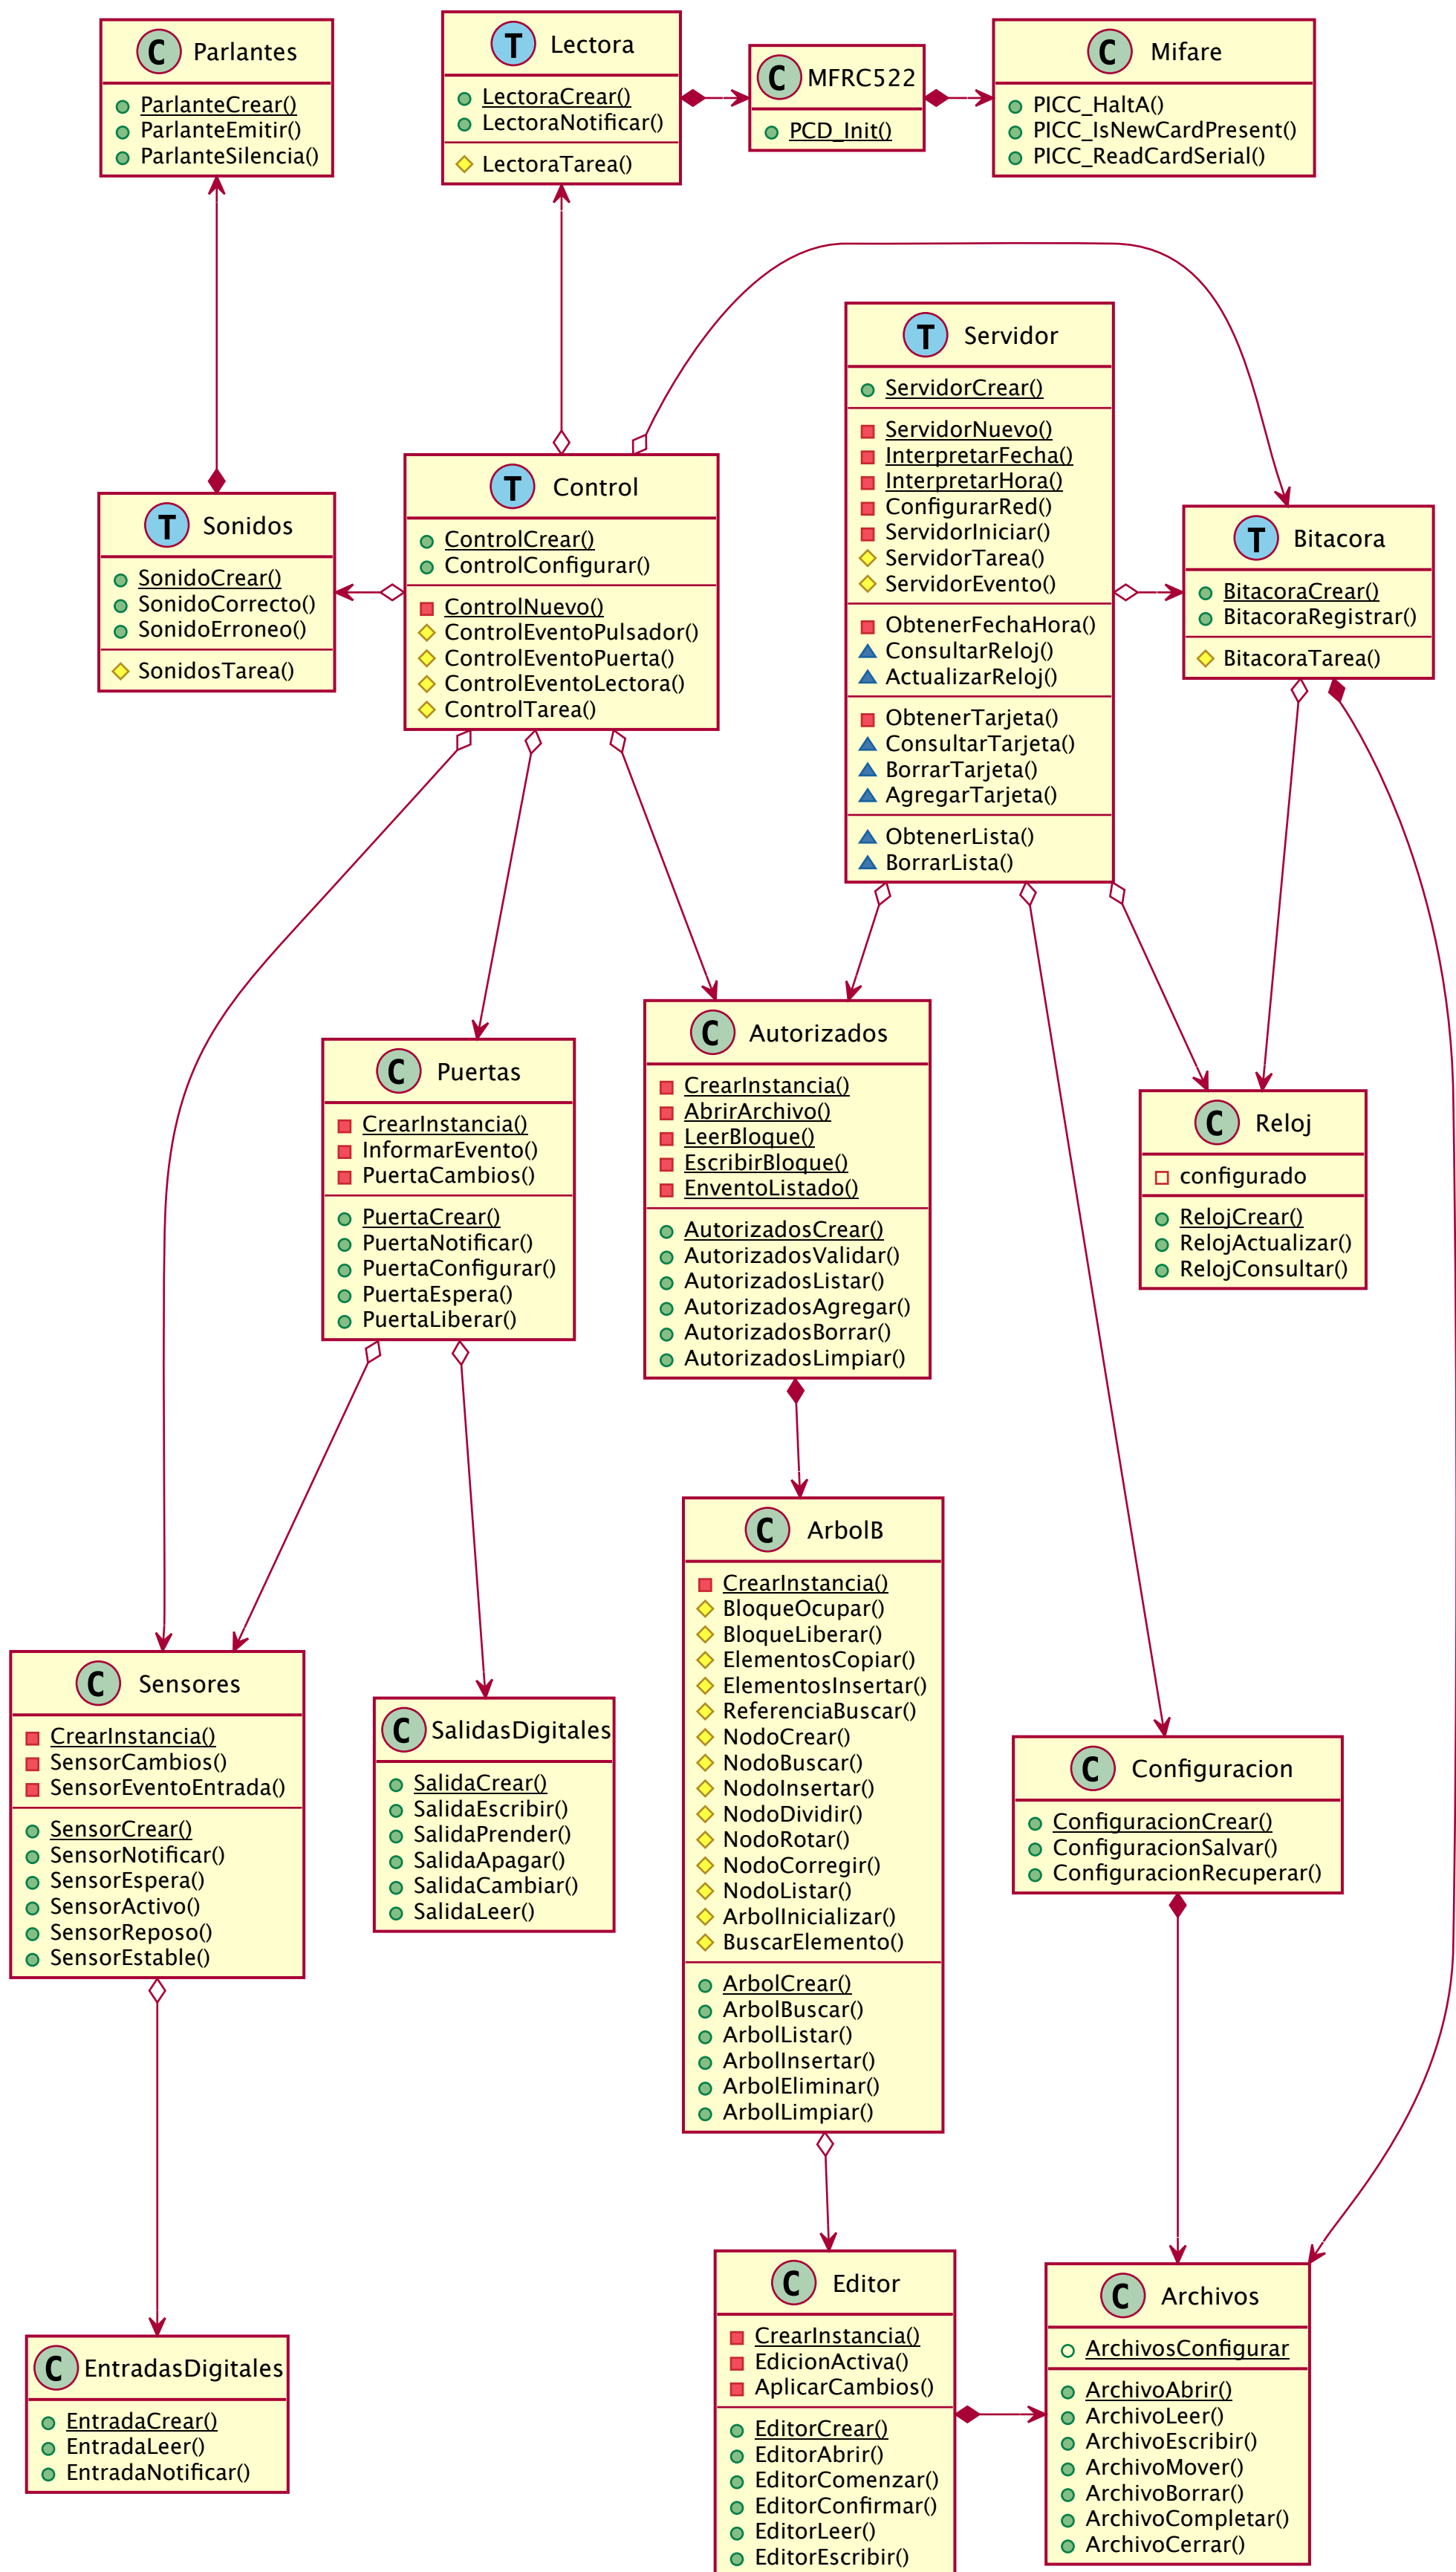 C Parlantes
ParlanteCrear()
ParlanteEmitir()
ParlanteSilencia()
T Lectora
LectoraCrear()
LectoraNotificar()
LectoraTarea()
C MFRC522
PCD_Init()
C Mifare
PICC_HaltA()
PICC_IsNewCardPresent()
PICC_ReadCardSerial()
T Servidor
ServidorCrear()
ServidorNuevo()
InterpretarFecha()
InterpretarHora()
ConfigurarRed()
ServidorIniciar()
ServidorTarea()
ServidorEvento()
ObtenerFechaHora()
ConsultarReloj()
ActualizarReloj()
ObtenerTarjeta()
ConsultarTarjeta()
BorrarTarjeta()
AgregarTarjeta()
ObtenerLista()
BorrarLista()
T Control
ControlCrear()
ControlConfigurar()
ControlNuevo()
ControlEventoPulsador()
ControlEventoPuerta()
ControlEventoLectora()
ControlTarea()
T Sonidos
SonidoCrear()
SonidoCorrecto()
SonidoErroneo()
SonidosTarea()
T Bitacora
BitacoraCrear()
BitacoraRegistrar()
BitacoraTarea()
C Puertas
CrearInstancia()
InformarEvento()
PuertaCambios()
PuertaCrear()
PuertaNotificar()
PuertaConfigurar()
PuertaEspera()
PuertaLiberar()
C Autorizados
CrearInstancia()
AbrirArchivo()
LeerBloque()
EscribirBloque()
EnventoListado()
AutorizadosCrear()
AutorizadosValidar()
AutorizadosListar()
AutorizadosAgregar()
AutorizadosBorrar()
AutorizadosLimpiar()
C Reloj
configurado
RelojCrear()
RelojActualizar()
RelojConsultar()
C ArbolB
CrearInstancia()
BloqueOcupar()
BloqueLiberar()
ElementosCopiar()
ElementosInsertar()
ReferenciaBuscar()
NodoCrear()
NodoBuscar()
NodoInsertar()
NodoDividir()
NodoRotar()
NodoCorregir()
NodoListar()
ArbolInicializar()
BuscarElemento()
ArbolCrear()
ArbolBuscar()
ArbolListar()
ArbolInsertar()
ArbolEliminar()
ArbolLimpiar()
C Sensores
CrearInstancia()
SensorCambios()
SensorEventoEntrada()
SensorCrear()
SensorNotificar()
SensorEspera()
SensorActivo()
SensorReposo()
SensorEstable()
C SalidasDigitales
SalidaCrear()
SalidaEscribir()
SalidaPrender()
SalidaApagar()
SalidaCambiar()
SalidaLeer()
C Configuracion
ConfiguracionCrear()
ConfiguracionSalvar()
ConfiguracionRecuperar()
C EntradasDigitales
EntradaCrear()
EntradaLeer()
EntradaNotificar()
C Editor
CrearInstancia()
EdicionActiva()
AplicarCambios()
EditorCrear()
EditorAbrir()
EditorComenzar()
EditorConfirmar()
EditorLeer()
EditorEscribir()
C Archivos
ArchivosConfigurar
ArchivoAbrir()
ArchivoLeer()
ArchivoEscribir()
ArchivoMover()
ArchivoBorrar()
ArchivoCompletar()
ArchivoCerrar()